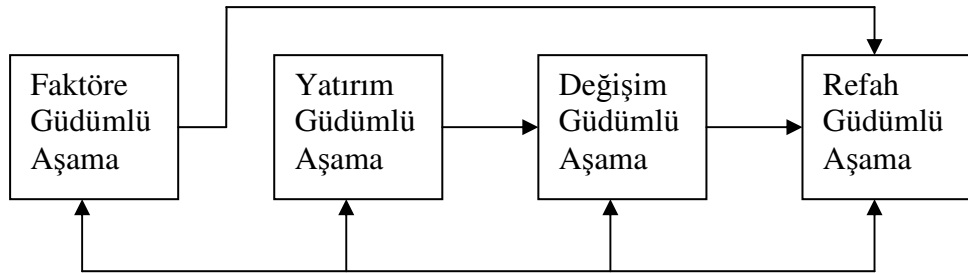 Faktöre
Güdümlü
Aşama
Yatırım
Güdümlü
Aşama
Değişim
Güdümlü
Aşama
Refah
Güdümlü
Aşama